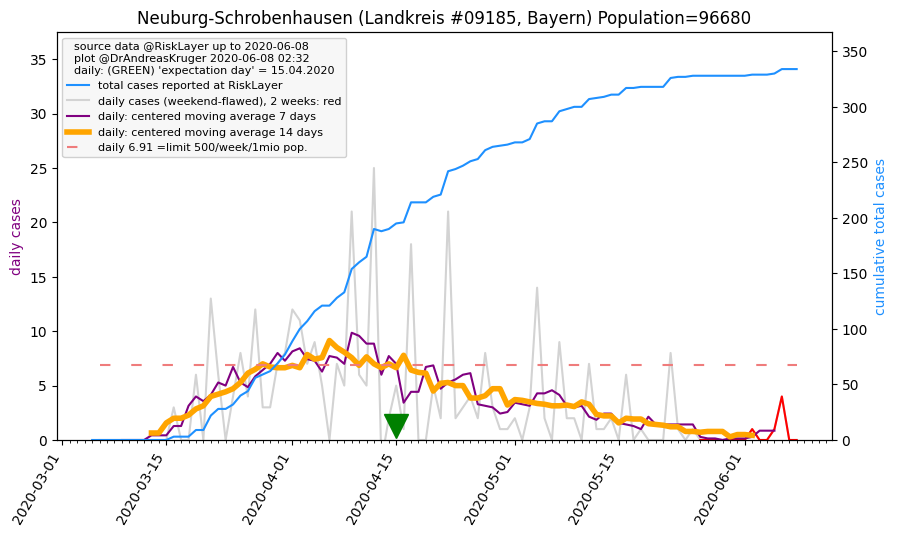 Neuburg-Schrobenhausen (Landkreis #09185, Bayern) Population=96680
source data @RiskLayer up to 2020-06-08
plot @DrAndreasKruger 2020-06-08 02:32
daily: (GREEN) 'expectation day' = 15.04.2020
total cases reported at RiskLayer
daily cases (weekend-flawed), 2 weeks: red
daily: centered moving average 7 days
daily: centered moving average 14 days
daily 6.91 =limit 500/week/1mio pop.
daily cases
35
30
25
20
15
10
5
0
350
300
250
200
150
100
50
0
cumulative total cases
2020-03-01
2020-03-15
2020-04-01
2020-04-15
2020-05-01
2020-05-15
2020-06-01